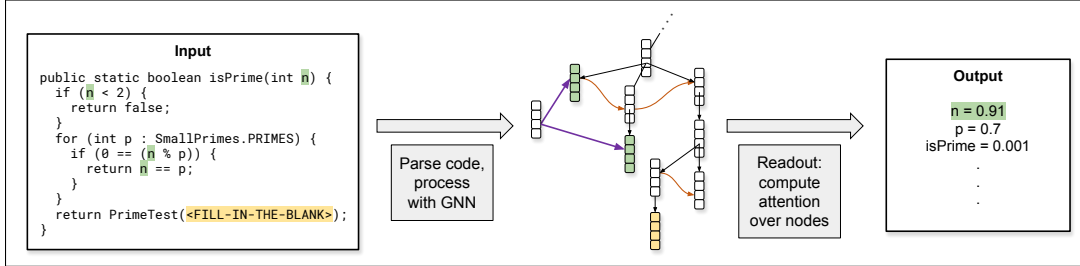 Input
public static boolean isPrime(int n) {
if (n < 2) {
return false;
}
for (int p : SmallPrimes.PRIMES) {
if (0 == (n % p)) {
return n == p;
}
}
return PrimeTest(<FILL-IN-THE-BLANK>);
}
Parse code,
process
with GNN
Readout:
compute
attention
over nodes
Output
n = 0.91
p = 0.7
isPrime = 0.001
.
.
.